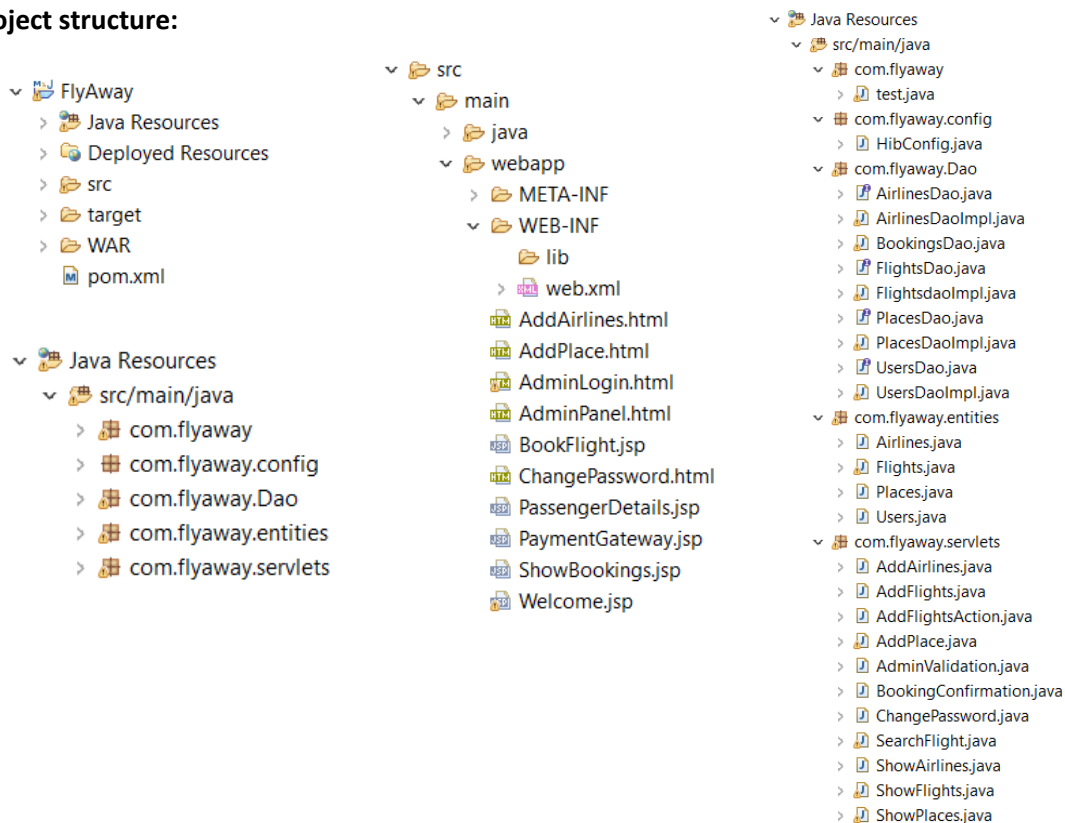 oject structure:
FlyAway
Java Resources
Deployed Resources
src
target
WAR
pom.xml
Java Resources
src/main/java
com.flyaway
com.flyaway.config
com.flyaway.Dao
com.flyaway.entities
com.flyaway.servlets
src
main
java
webapp
META-INF
WEB-INF
lib
web.xml
AddAirlines.html
AddPlace.html
AdminLogin.html
AdminPanel.html
BookFlight.jsp
ChangePassword.html
PassengerDetails.jsp
PaymentGateway.jsp
ShowBookings.jsp
Welcome.jsp
Java Resources
src/main/java
com.flyaway
test.java
com.flyaway.config
HibConfig.java
com.flyaway.Dao
AirlinesDao.java
AirlinesDaoImpl.java
BookingsDao.java
FlightsDao.java
FlightsdaoImpl.java
PlacesDao.java
PlacesDaoImpl.java
UsersDao.java
UsersDaoImpl.java
com.flyaway.entities
Airlines.java
Flights.java
Places.java
Users.java
com.flyaway.servlets
AddAirlines.java
AddFlights.java
AddFlightsAction.java
AddPlace.java
AdminValidation.java
BookingConfirmation.java
ChangePassword.java
SearchFlight.java
ShowAirlines.java
ShowFlights.java
ShowPlaces.java